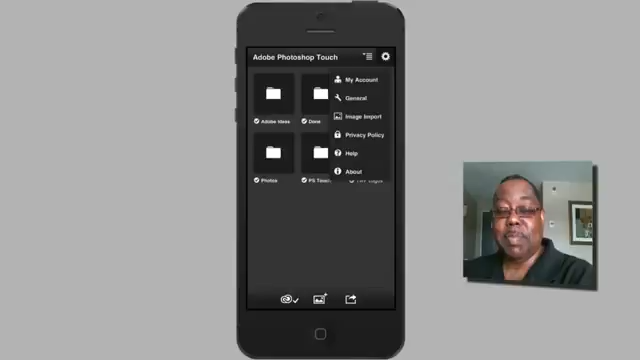 Adobe Photoshop Touch
My Account
General
Image Import
Privacy Policy
Help
About
Adobe Ideas
Done
Photos
PS Touch